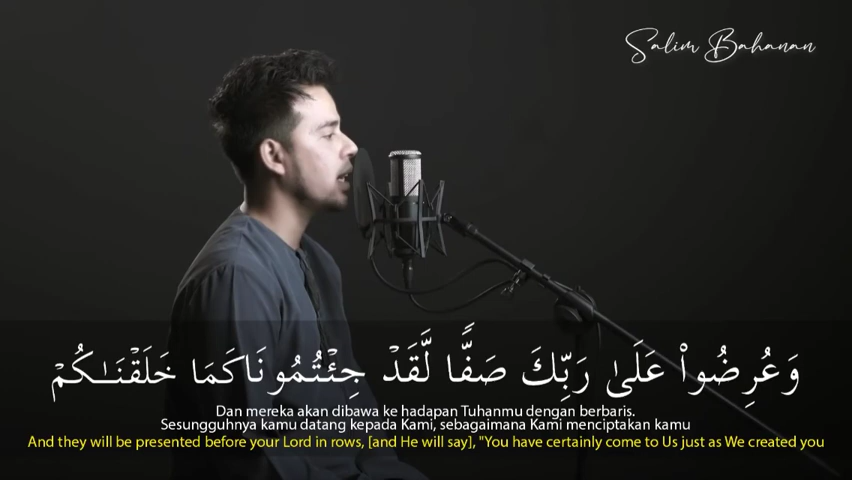 Salim Bahanan
وَعُرِضُوا۟ عَلَىٰ رَبِّكَ صَفًّا لَّقَدْ جِئْتُمُونَا كَمَا خَلَقْنَـٰكُمْ
Dan mereka akan dibawa ke hadapan Tuhanmu dengan berbaris.
Sesungguhnya kamu datang kepada Kami, sebagaimana Kami menciptakan kamu
And they will be presented before your Lord in rows, [and He will say], "You have certainly come to Us just as We created you